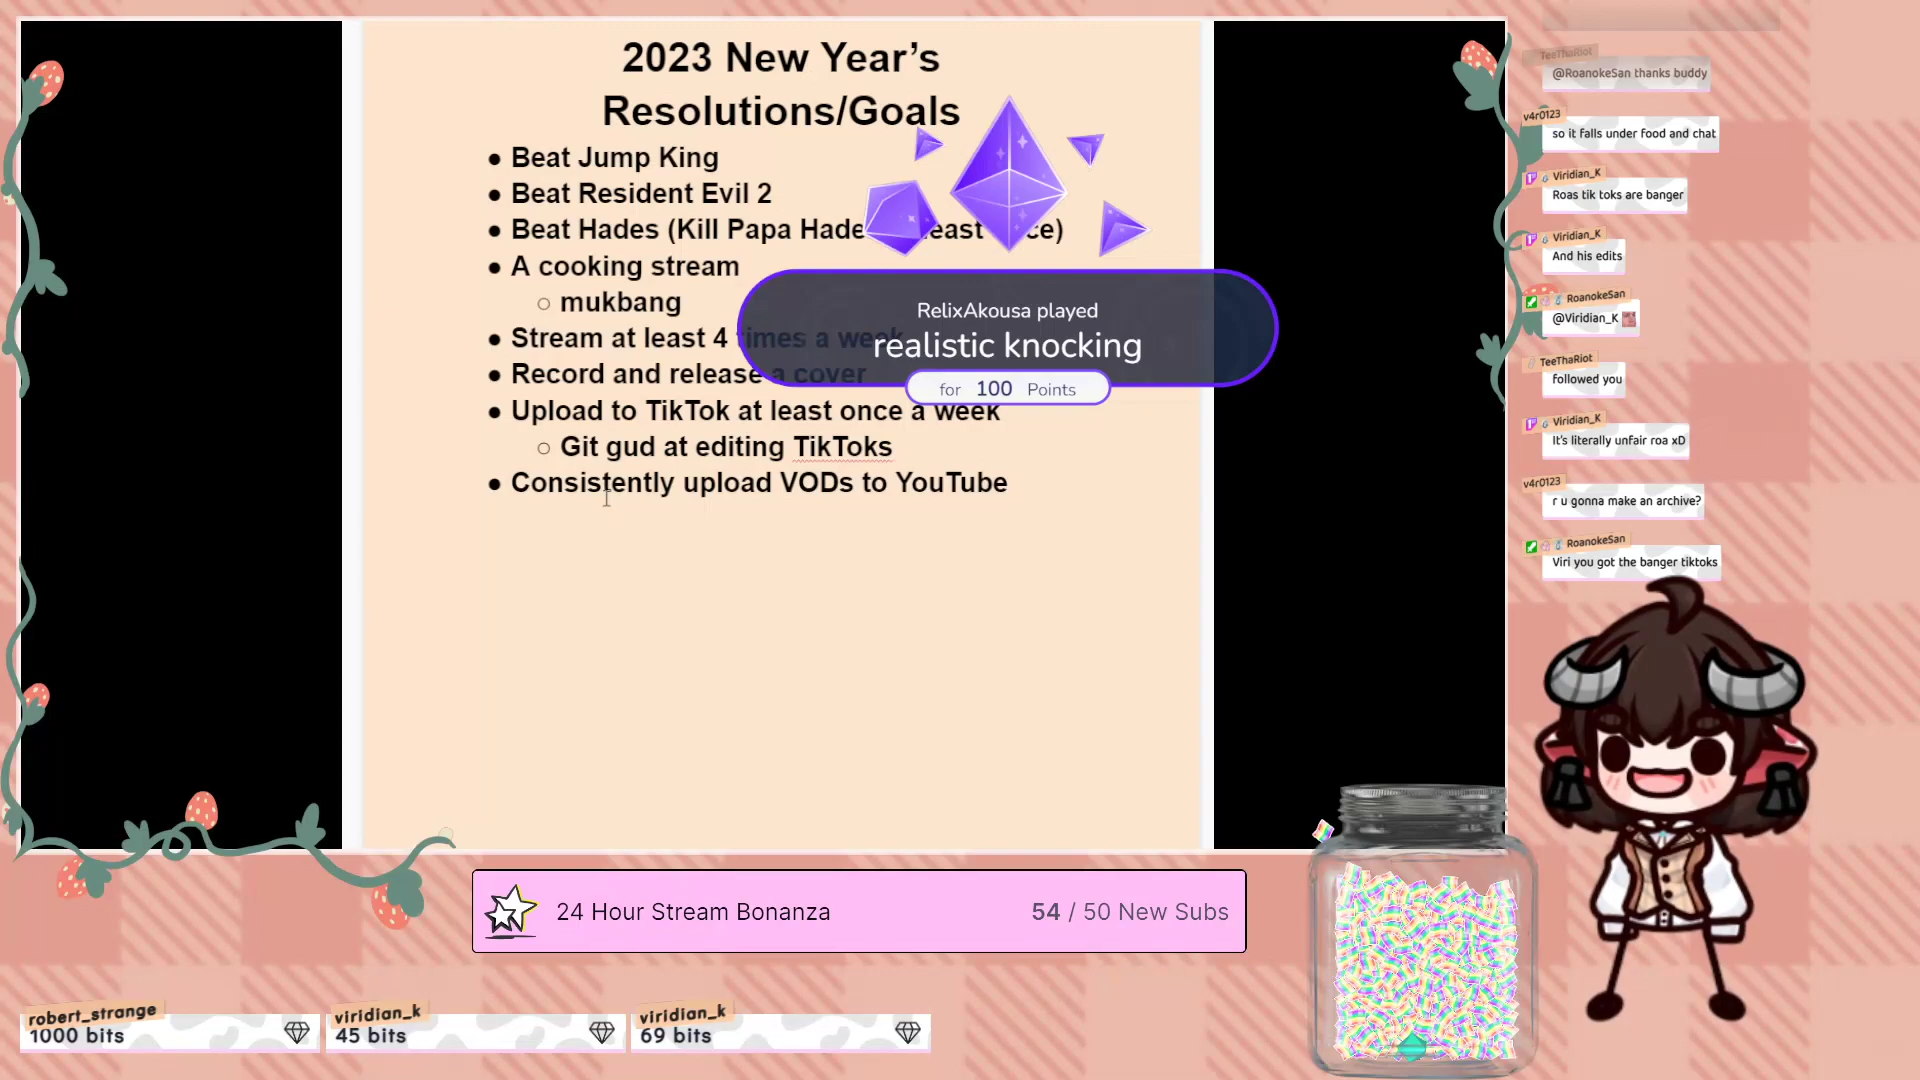 2023 New Year’s
Resolutions/Goals
● Beat Jump King
● Beat Resident Evil 2
● Beat Hades (Kill Papa Hade east ce)
● A cooking stream
○ mukbang
● Stream at least 4 times a week
● Record and release a cover
● Upload to TikTok at least once a week
○ Git gud at editing TikToks
● Consistently upload VODs to YouTube
RelixAkousa played
realistic knocking
for 100 Points
TeeThaRiot
@RoanokeSan thanks buddy
v4r0123
so it falls under food and chat
Viridian_K
Roas tik toks are banger
Viridian_K
And his edits
RoanokeSan
@Viridian_K
TeeThaRiot
followed you
Viridian_K
It's literally unfair roa xD
v4r0123
r u gonna make an archive?
RoanokeSan
Viri you got the banger tiktoks
24 Hour Stream Bonanza
54 / 50 New Subs
robert_strange
1000 bits
viridian_k
45 bits
viridian_k
69 bits